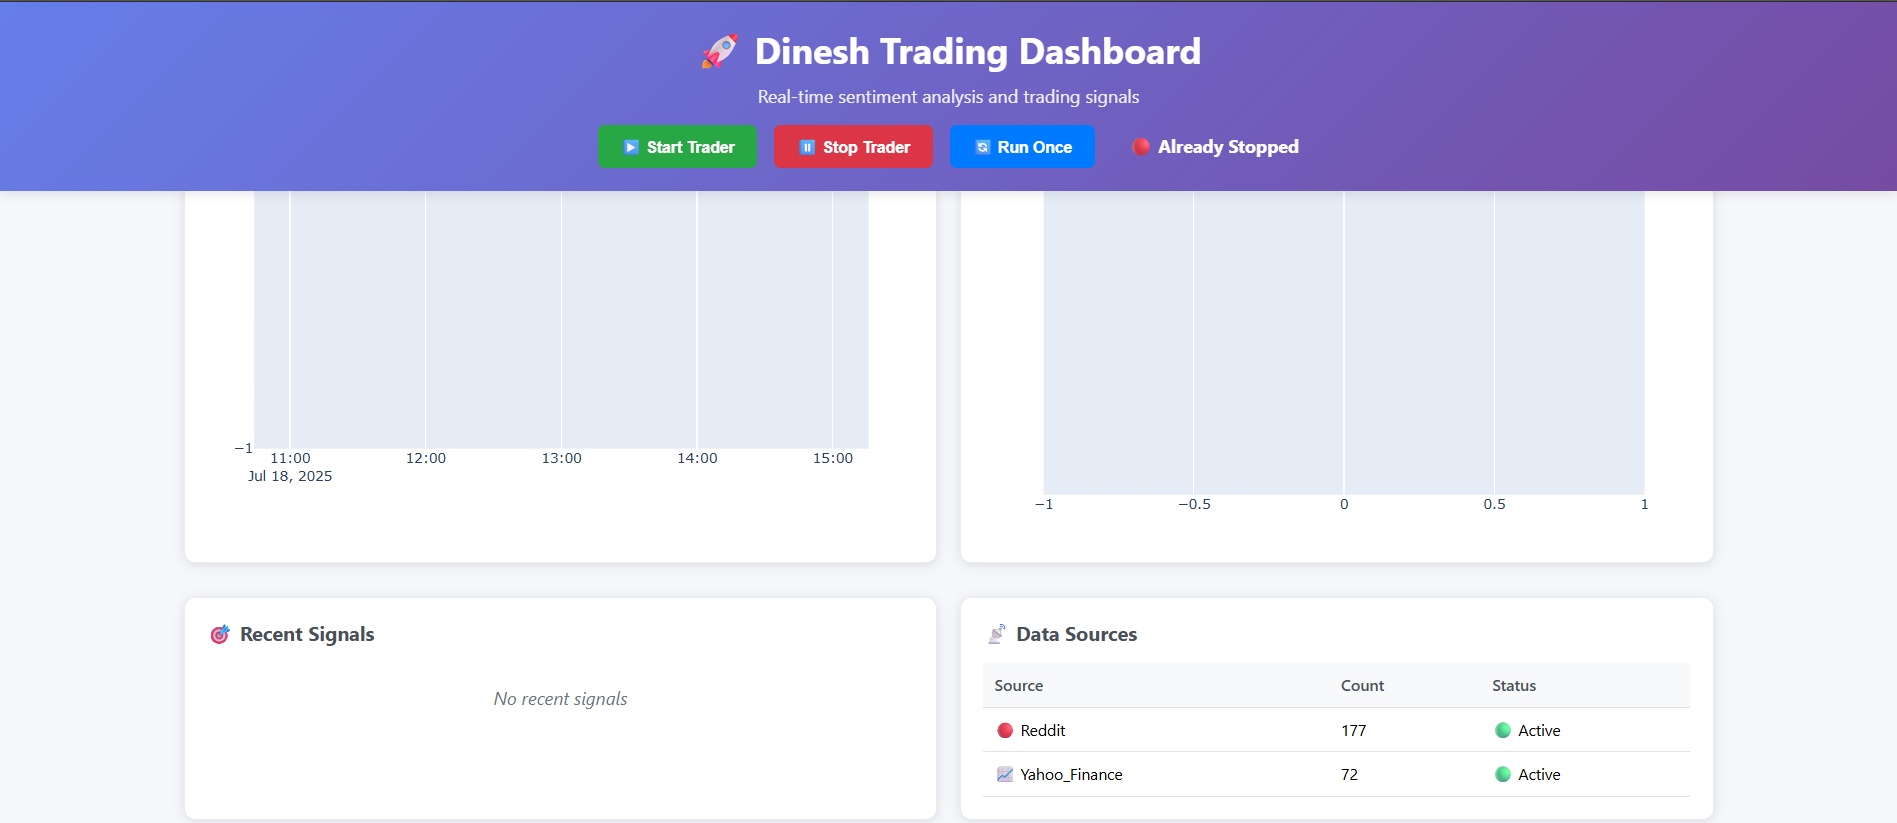 Dinesh Trading Dashboard
Real-time sentiment analysis and trading signals
Start Trader
Stop Trader
Run Once
Already Stopped
−1
11:00 12:00 13:00 14:00 15:00
Jul 18, 2025
−1 −0.5 0 0.5 1
Recent Signals
No recent signals
Data Sources
Source Count Status
Reddit 177 Active
Yahoo_Finance 72 Active